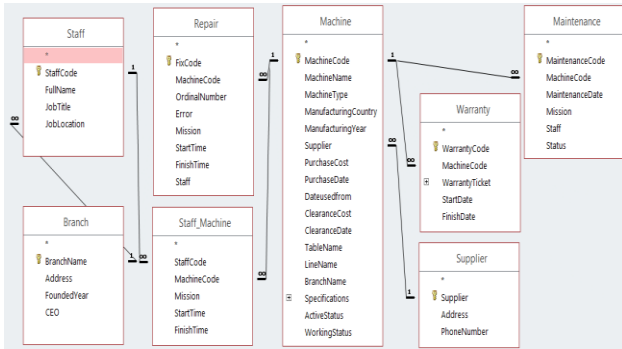 Staff
*
StaffCode
FullName
JobTitle
JobLocation
Repair
*
FixCode
MachineCode
OrdinalNumber
Error
Mission
StartTime
FinishTime
Staff
Machine
*
MachineCode
MachineName
MachineType
ManufacturingCountry
ManufacturingYear
Supplier
PurchaseCost
PurchaseDate
Dateusedfrom
ClearanceCost
ClearanceDate
TableName
LineName
BranchName
Specifications
ActiveStatus
WorkingStatus
Maintenance
*
MaintenanceCode
MachineCode
MaintenanceDate
Mission
Staff
Status
Warranty
*
WarrantyCode
MachineCode
WarrantyTicket
StartDate
FinishDate
Branch
*
BranchName
Address
FoundedYear
CEO
Staff_Machine
*
StaffCode
MachineCode
Mission
StartTime
FinishTime
Supplier
*
Supplier
Address
PhoneNumber
1
∞
∞
1
∞
1
∞
1
∞
∞
∞
1
1
∞